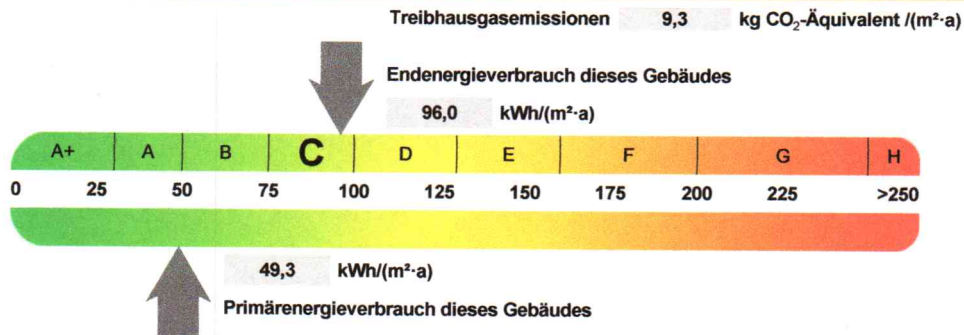 Treibhausgasemissionen 9,3 kg CO₂-Äquivalent /(m²·a)
Endenergieverbrauch dieses Gebäudes
96,0 kWh/(m²·a)
A+ A B C D E F G H
0 25 50 75 100 125 150 175 200 225 >250
49,3 kWh/(m²·a)
Primärenergieverbrauch dieses Gebäudes